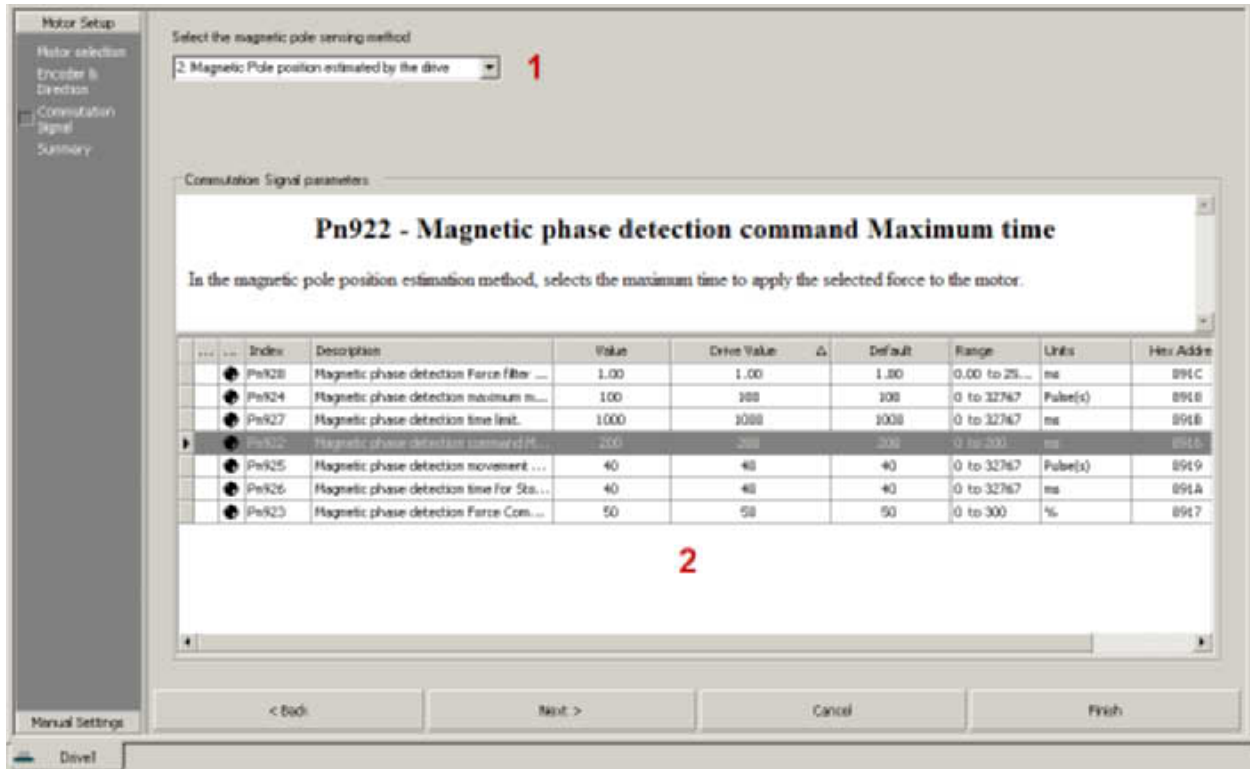 Motor Setup
Motor selection
Encoder &
Direction
Commutation
Signal
Summary
Manual Settings
Select the magnetic pole sensing method
2. Magnetic Pole position estimated by the drive
1
Commutation Signal parameters
Pn922 - Magnetic phase detection command Maximum time
In the magnetic pole position estimation method, selects the maximum time to apply the selected force to the motor.
... ... Index Description Value Drive Value Default Range Units Hex Addre
Pn928 Magnetic phase detection Force filter ... 1.00 1.00 1.00 0.00 to 25... ms 891C
Pn924 Magnetic phase detection maximum m... 100 100 100 0 to 32767 Pulse(s) 8918
Pn927 Magnetic phase detection time limit. 1000 1000 1000 0 to 32767 ms 891B
Pn922 Magnetic phase detection command M... 200 200 200 0 to 200 ms 8916
Pn925 Magnetic phase detection movement ... 40 40 40 0 to 32767 Pulse(s) 8919
Pn926 Magnetic phase detection time for Sta... 40 40 40 0 to 32767 ms 891A
Pn923 Magnetic phase detection Force Com... 50 50 50 0 to 300 % 8917
2
< Back
Next >
Cancel
Finish
Drive1